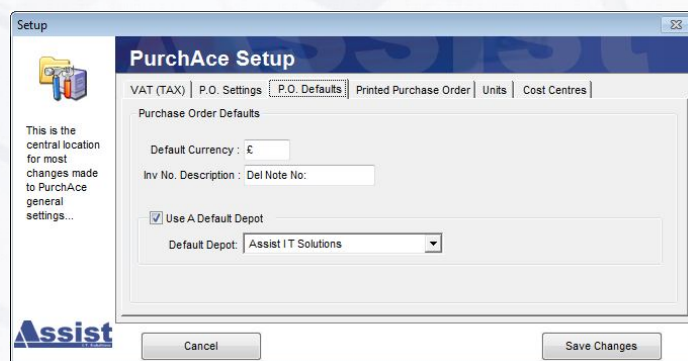 Setup
PurchAce Setup
VAT (TAX) P.O. Settings P.O. Defaults Printed Purchase Order Units Cost Centres
This is the
central location
for most
changes made
to PurchAce
general
settings...
Purchase Order Defaults
Default Currency : £
Inv No. Description : Del Note No:
Use A Default Depot
Default Depot: Assist I T Solutions
Assist
I.T. Solutions
Cancel
Save Changes
Assist